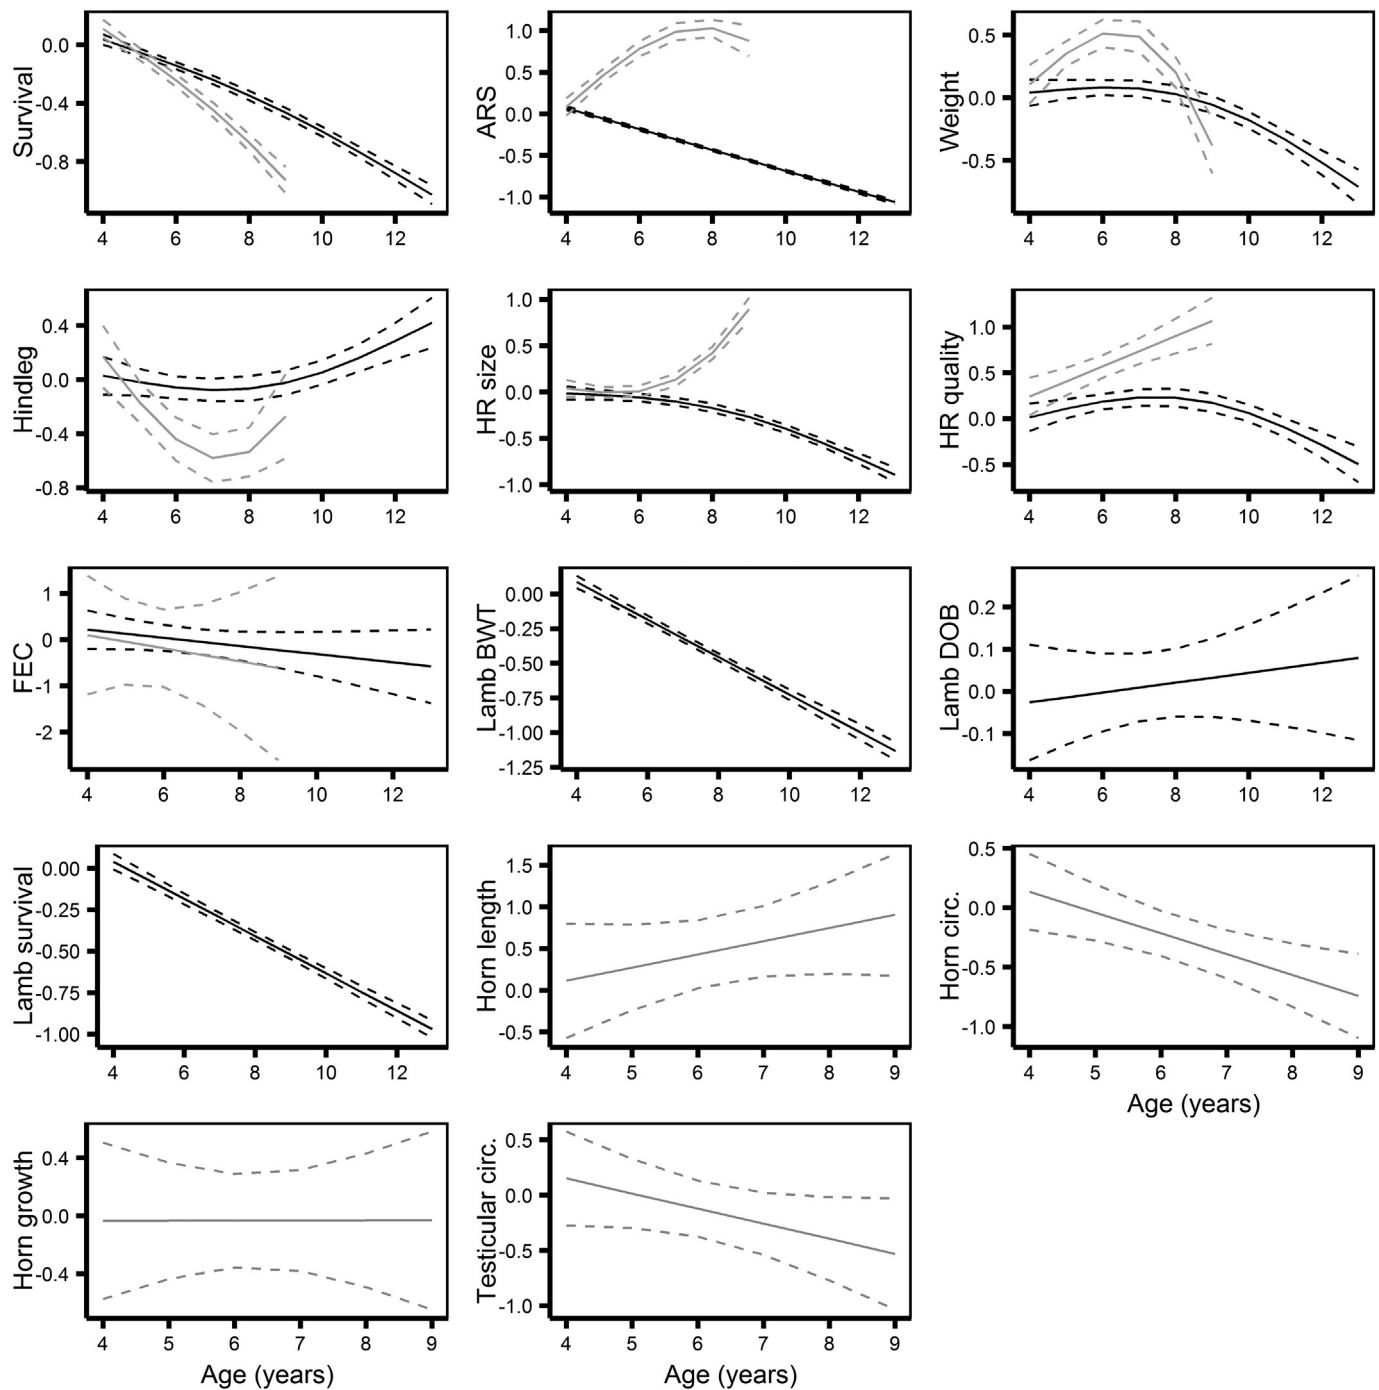 Survival
0.0
-0.4
-0.8
4 6 8 10 12
ARS
1.0
0.5
0.0
-0.5
-1.0
4 6 8 10 12
Weight
0.5
0.0
-0.5
4 6 8 10 12
Hindleg
0.4
0.0
-0.4
-0.8
4 6 8 10 12
HR size
1.0
0.5
0.0
-0.5
-1.0
4 6 8 10 12
HR quality
1.0
0.5
0.0
-0.5
4 6 8 10 12
FEC
1
0
-1
-2
4 6 8 10 12
Lamb BWT
0.00
-0.25
-0.50
-0.75
-1.00
-1.25
4 6 8 10 12
Lamb DOB
0.2
0.1
0.0
-0.1
4 6 8 10 12
Lamb survival
0.00
-0.25
-0.50
-0.75
-1.00
4 6 8 10 12
Horn length
1.5
1.0
0.5
0.0
-0.5
4 5 6 7 8 9
Horn circ.
0.5
0.0
-0.5
-1.0
4 5 6 7 8 9
Age (years)
Horn growth
0.4
0.0
-0.4
4 5 6 7 8 9
Age (years)
Testicular circ.
0.5
0.0
-0.5
-1.0
4 5 6 7 8 9
Age (years)